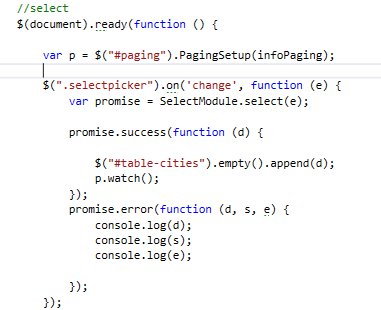 //select
$(document).ready(function () {
var p = $("#paging").PagingSetup(infoPaging);
$(".selectpicker").on('change', function (e) {
var promise = SelectModule.select(e);
promise.success(function (d) {
$("#table-cities").empty().append(d);
p.watch();
});
promise.error(function (d, s, e) {
console.log(d);
console.log(s);
console.log(e);
});
});